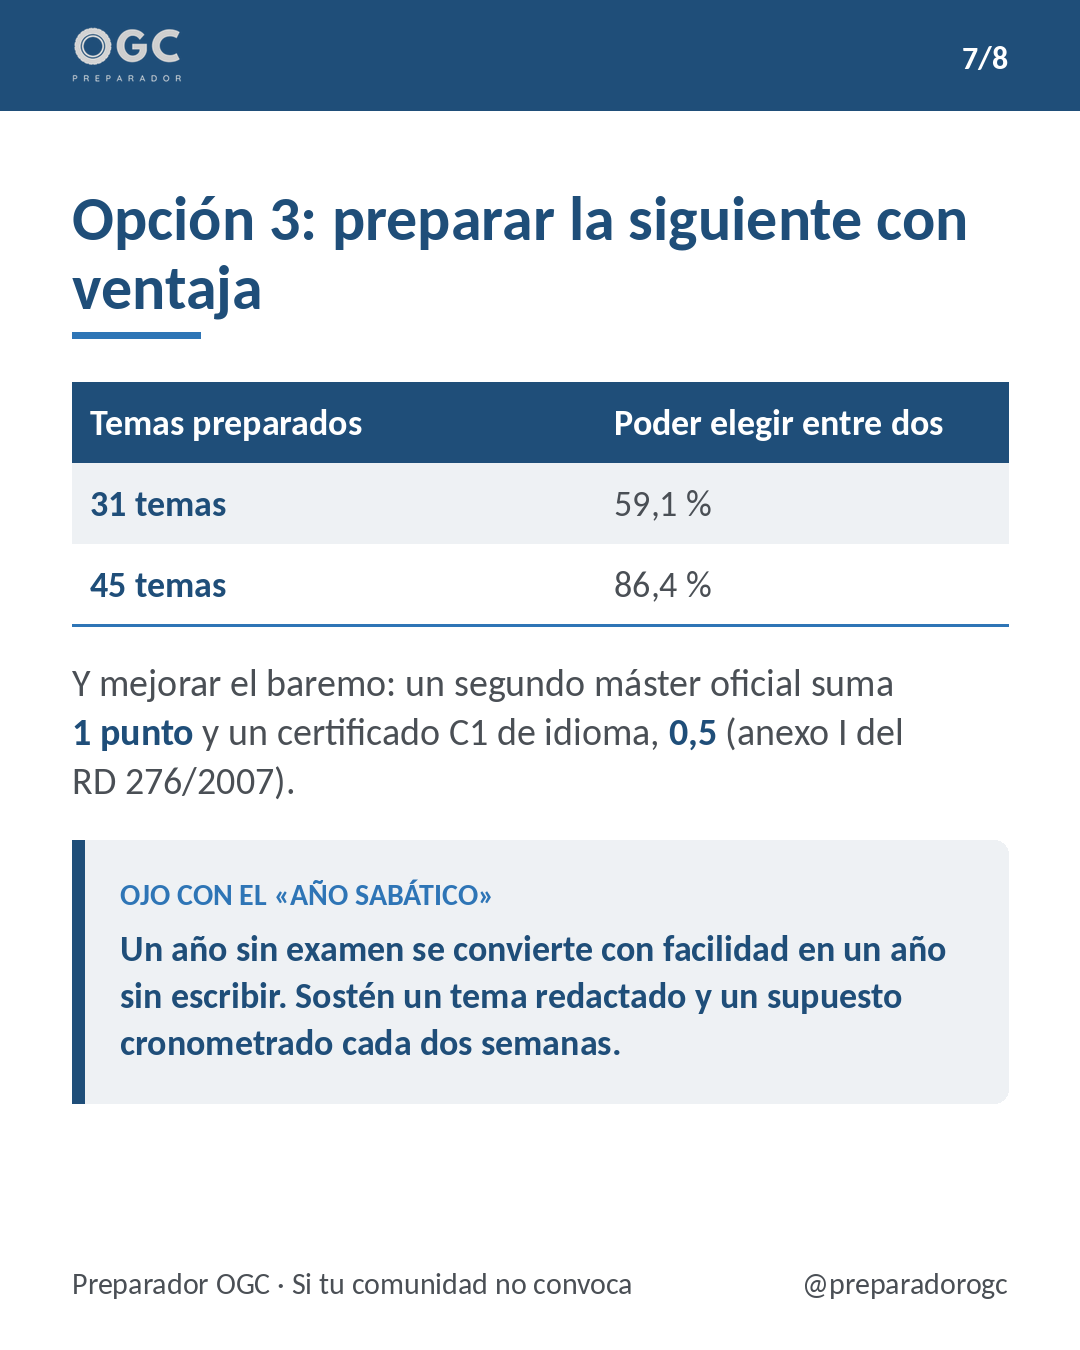 OGC
PREPARADOR
7/8
Opción 3: preparar la siguiente con
ventaja
Temas preparados Poder elegir entre dos
31 temas 59,1 %
45 temas 86,4 %
Y mejorar el baremo: un segundo máster oficial suma
1 punto y un certificado C1 de idioma, 0,5 (anexo I del
RD 276/2007).
OJO CON EL «AÑO SABÁTICO»
Un año sin examen se convierte con facilidad en un año
sin escribir. Sostén un tema redactado y un supuesto
cronometrado cada dos semanas.
Preparador OGC · Si tu comunidad no convoca @preparadorogc